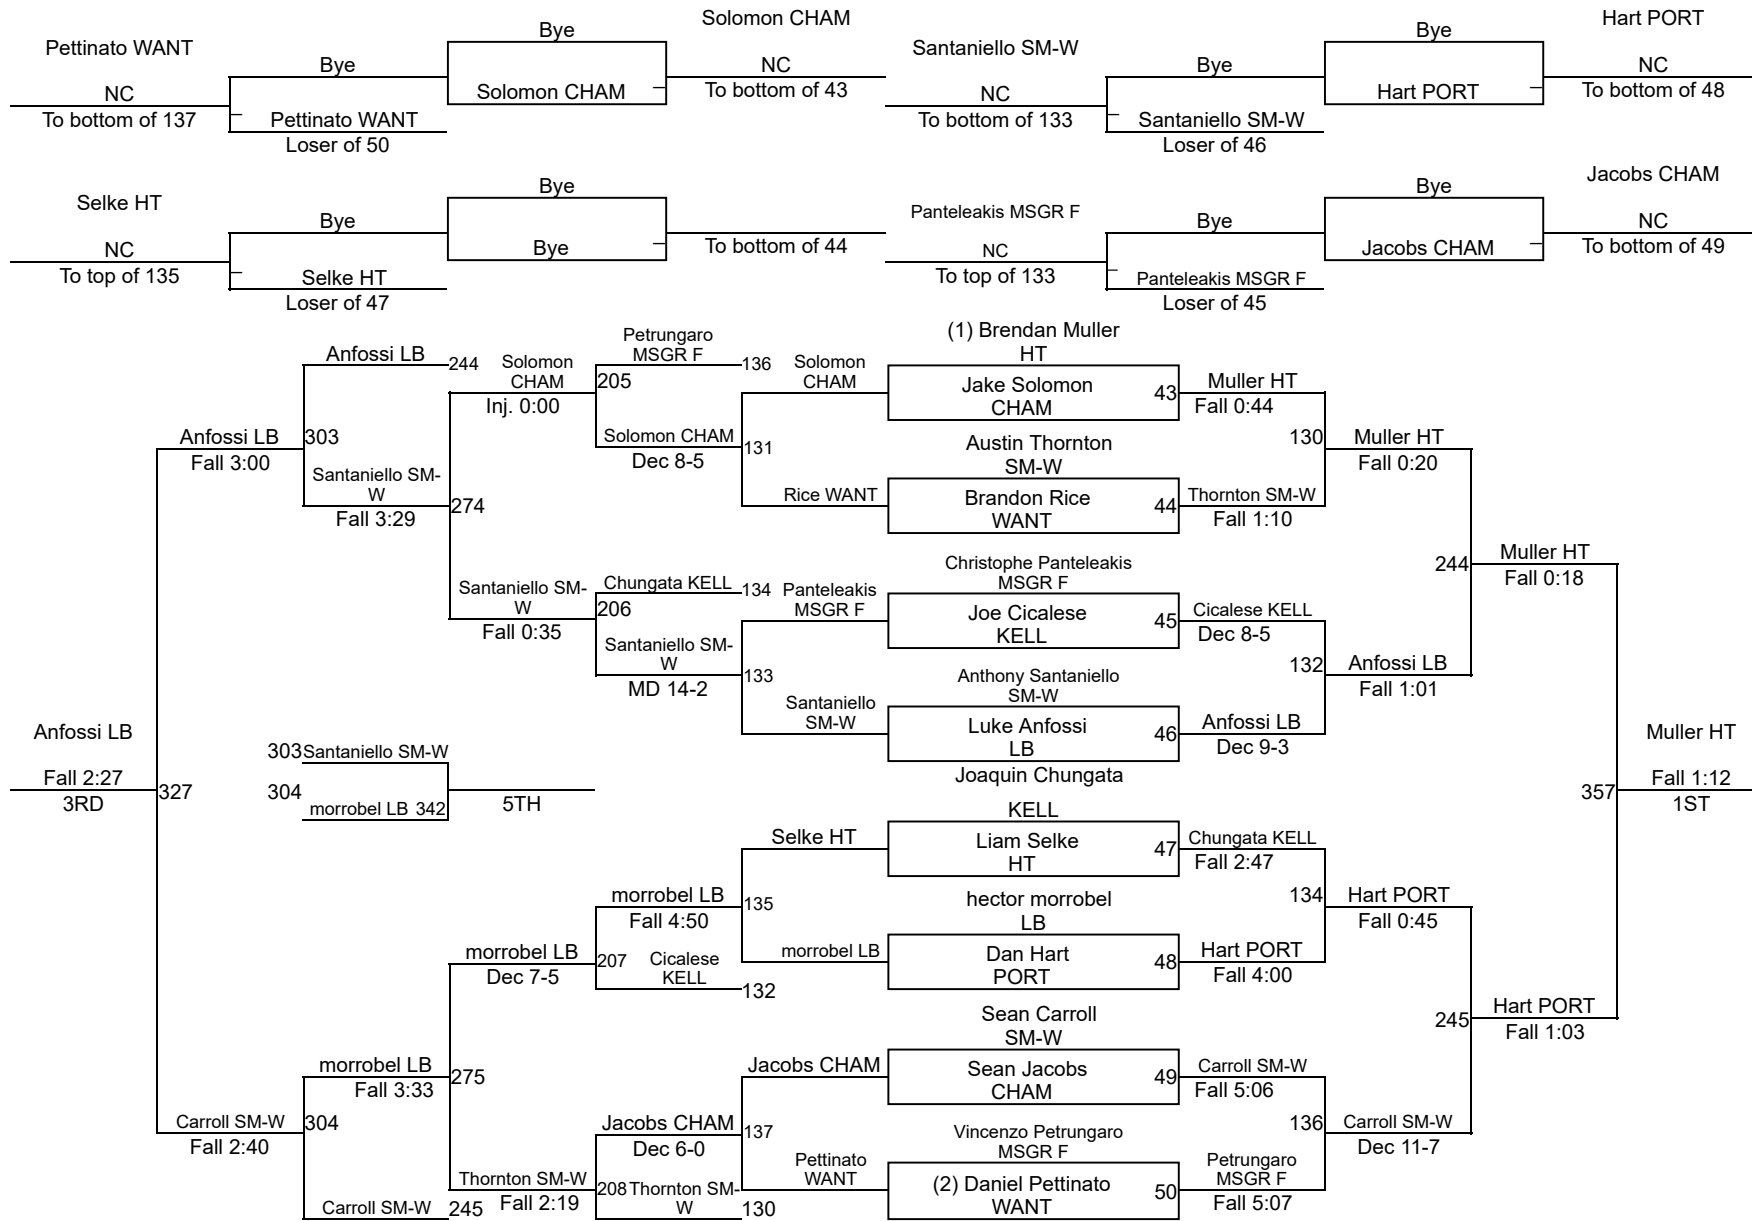 Solomon CHAM
Hart PORT
Bye
Bye
Pettinato WANT
Santaniello SM-W
Bye
Bye
NC
NC
NC
Solomon CHAM
NC
Hart PORT
To bottom of 43
To bottom of 48
To bottom of 137
Pettinato WANT
To bottom of 133
Santaniello SM-W
Loser of 50
Loser of 46
Jacobs CHAM
Bye
Bye
Selke HT
Panteleakis MSGR F
Bye
Bye
NC
NC
NC
Bye
To bottom of 44
Jacobs CHAM
To bottom of 49
To top of 135
Selke HT
To top of 133
Panteleakis MSGR F
Loser of 47
Loser of 45
(1) Brendan Muller
HT
Petrungaro
MSGR F
136
Anfossi LB
244
Solomon
CHAM
Solomon
CHAM
205
Jake Solomon
CHAM
43
Muller HT
Inj. 0:00
Fall 0:44
Anfossi LB
303
Solomon CHAM
131
Austin Thornton
SM-W
130
Muller HT
Fall 3:00
Dec 8-5
Fall 0:20
Santaniello SM-
W
274
Rice WANT
Brandon Rice
WANT
44
Thornton SM-W
Fall 3:29
Fall 1:10
Christophe Panteleakis
MSGR F
244
Muller HT
Fall 0:18
Santaniello SM-
W
Chungata KELL
134
Panteleakis
MSGR F
206
Joe Cicalese
KELL
45
Cicalese KELL
Fall 0:35
Dec 8-5
Santaniello SM-
W
133
Anthony Santaniello
SM-W
132
Anfossi LB
MD 14-2
Fall 1:01
Santaniello
SM-W
Luke Anfossi
LB
46
Anfossi LB
Dec 9-3
Anfossi LB
303
Santaniello SM-W
Muller HT
Fall 2:27
Joaquin Chungata
Fall 1:12
3RD
327
304
morrobel LB
342
5TH
357
1ST
KELL
Selke HT
Liam Selke
HT
47
Chungata KELL
Fall 2:47
morrobel LB
135
hector morrobel
LB
134
Hart PORT
Fall 4:50
Fall 0:45
morrobel LB
207
Cicalese
KELL
132
morrobel LB
Dan Hart
PORT
48
Hart PORT
Dec 7-5
Fall 4:00
Sean Carroll
SM-W
245
Hart PORT
Fall 1:03
morrobel LB
275
Jacobs CHAM
Sean Jacobs
CHAM
49
Carroll SM-W
Fall 3:33
Fall 5:06
Carroll SM-W
304
Jacobs CHAM
137
Vincenzo Petrungaro
MSGR F
136
Carroll SM-W
Fall 2:40
Dec 6-0
Dec 11-7
Thornton SM-W
208
Thornton SM-
W
130
Pettinato
WANT
(2) Daniel Pettinato
WANT
50
Petrungaro
MSGR F
Carroll SM-W
245
Fall 2:19
Fall 5:07